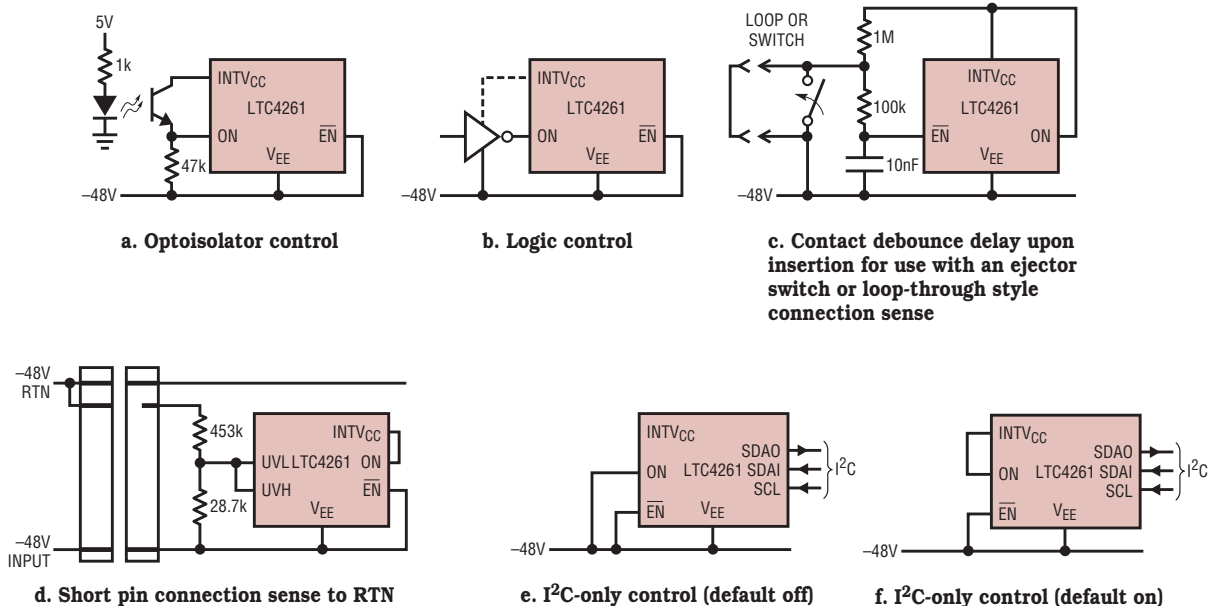 5V
1k
INTVCC
LTC4261
ON
EN
VEE
47k
–48V
a. Optoisolator control
INTVCC
LTC4261
ON
EN
VEE
–48V
b. Logic control
LOOP OR
SWITCH
1M
100k
10nF
INTVCC
LTC4261
EN
ON
VEE
–48V
c. Contact debounce delay upon
insertion for use with an ejector
switch or loop-through style
connection sense
–48V
RTN
453k
28.7k
INTVCC
UVL LTC4261 ON
UVH
EN
VEE
–48V
INPUT
d. Short pin connection sense to RTN
INTVCC
SDAO
ON
LTC4261 SDAI
I2C
SCL
EN
VEE
–48V
e. I2C-only control (default off)
INTVCC
SDAO
ON
LTC4261 SDAI
I2C
SCL
EN
VEE
–48V
f. I2C-only control (default on)